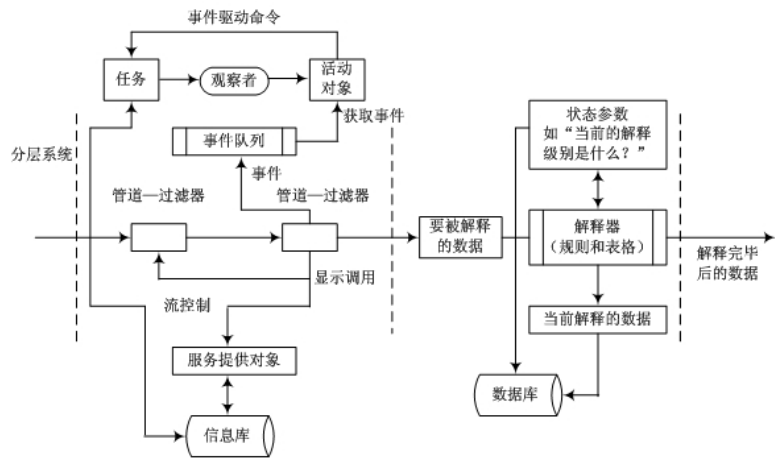 事件驱动命令
任务
观察者
活动
对象
获取事件
事件队列
分层系统
事件
管道—过滤器
管道—过滤器
显示调用
流控制
服务提供对象
信息库
状态参数
如“当前的解释
级别是什么？”
要被解释
的数据
解释器
（规则和表格）
解释完毕
后的数据
当前解释的数据
数据库